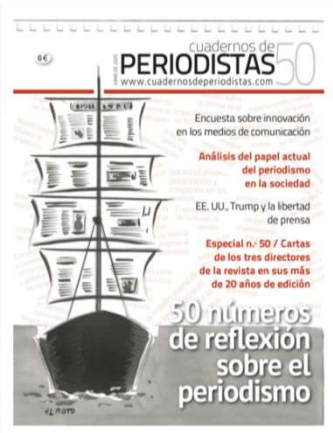 6€
cuadernos de
PERIODISTAS 50
www.cuadernosdeperiodistas.com
Encuesta sobre innovación
en los medios de comunicación
Análisis del papel actual
del periodismo
en la sociedad
EE. UU., Trump y la libertad
de prensa
Especial n.º 50 / Cartas
de los tres directores
de la revista en sus más
de 20 años de edición
50 números
de reflexión
sobre el
periodismo